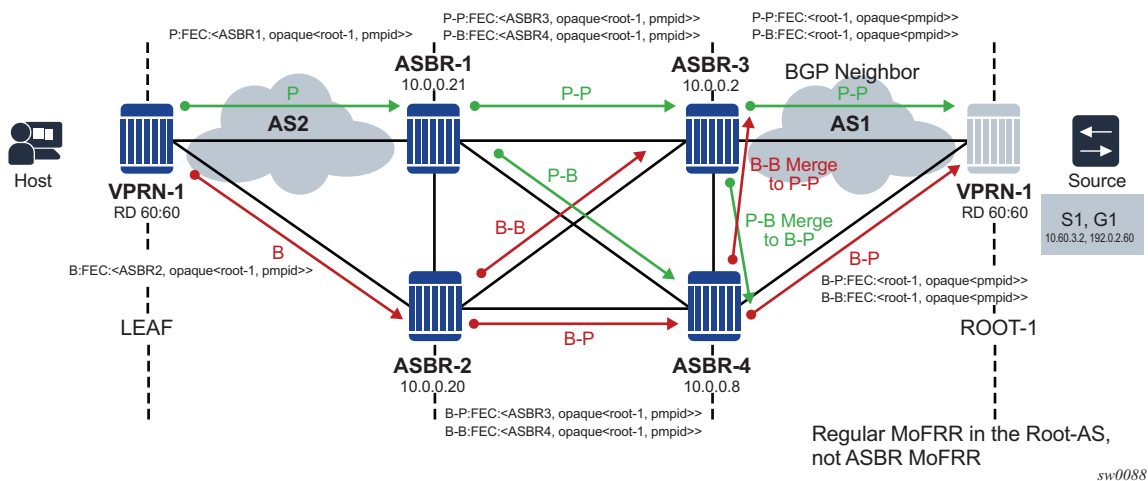 P-P:FEC:<ASBR3, opaque<root-1, pmpid>>
P-P:FEC:<root-1, opaque<pmpid>>
P:FEC:<ASBR1, opaque<root-1, pmpid>>
P-B:FEC:<ASBR4, opaque<root-1, pmpid>>
P-B:FEC:<root-1, opaque<pmpid>>
ASBR-1
10.0.0.21
ASBR-3
10.0.0.2
BGP Neighbor
P
P-P
P-P
AS2
AS1
Host
VPRN-1
RD 60:60
P-B
B-B
B-B Merge
to P-P
P-B Merge
to B-P
VPRN-1
RD 60:60
Source
S1, G1
10.60.3.2, 192.0.2.60
B
B-P
B:FEC:<ASBR2, opaque<root-1, pmpid>>
B-P:FEC:<root-1, opaque<pmpid>>
B-B:FEC:<root-1, opaque<pmpid>>
LEAF
B-P
ROOT-1
ASBR-2
10.0.0.20
ASBR-4
10.0.0.8
B-P:FEC:<ASBR3, opaque<root-1, pmpid>>
B-B:FEC:<ASBR4, opaque<root-1, pmpid>>
Regular MoFRR in the Root-AS,
not ASBR MoFRR
sw0088